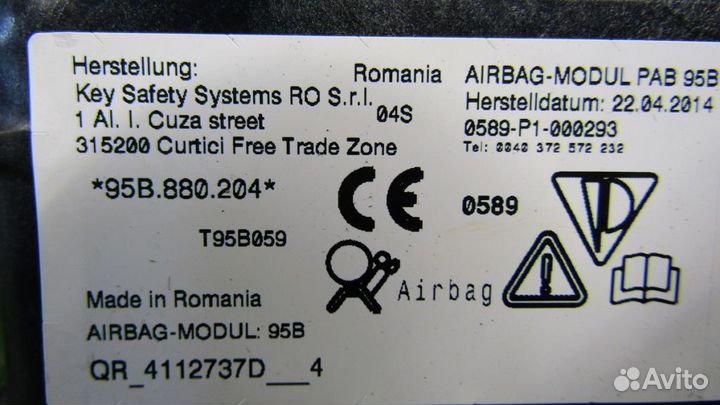 Herstellung: Romania
Key Safety Systems RO S.r.l.
1 Al. I. Cuza street 04S
315200 Curtici Free Trade Zone
AIRBAG-MODUL PAB 95B
Herstelldatum: 22.04.2014
0589-P1-000293
Tel: 0040 372 572 232
*95B.880.204*
CE 0589
T95B059
Airbag
Made in Romania
AIRBAG-MODUL: 95B
QR_4112737D___4
Avito